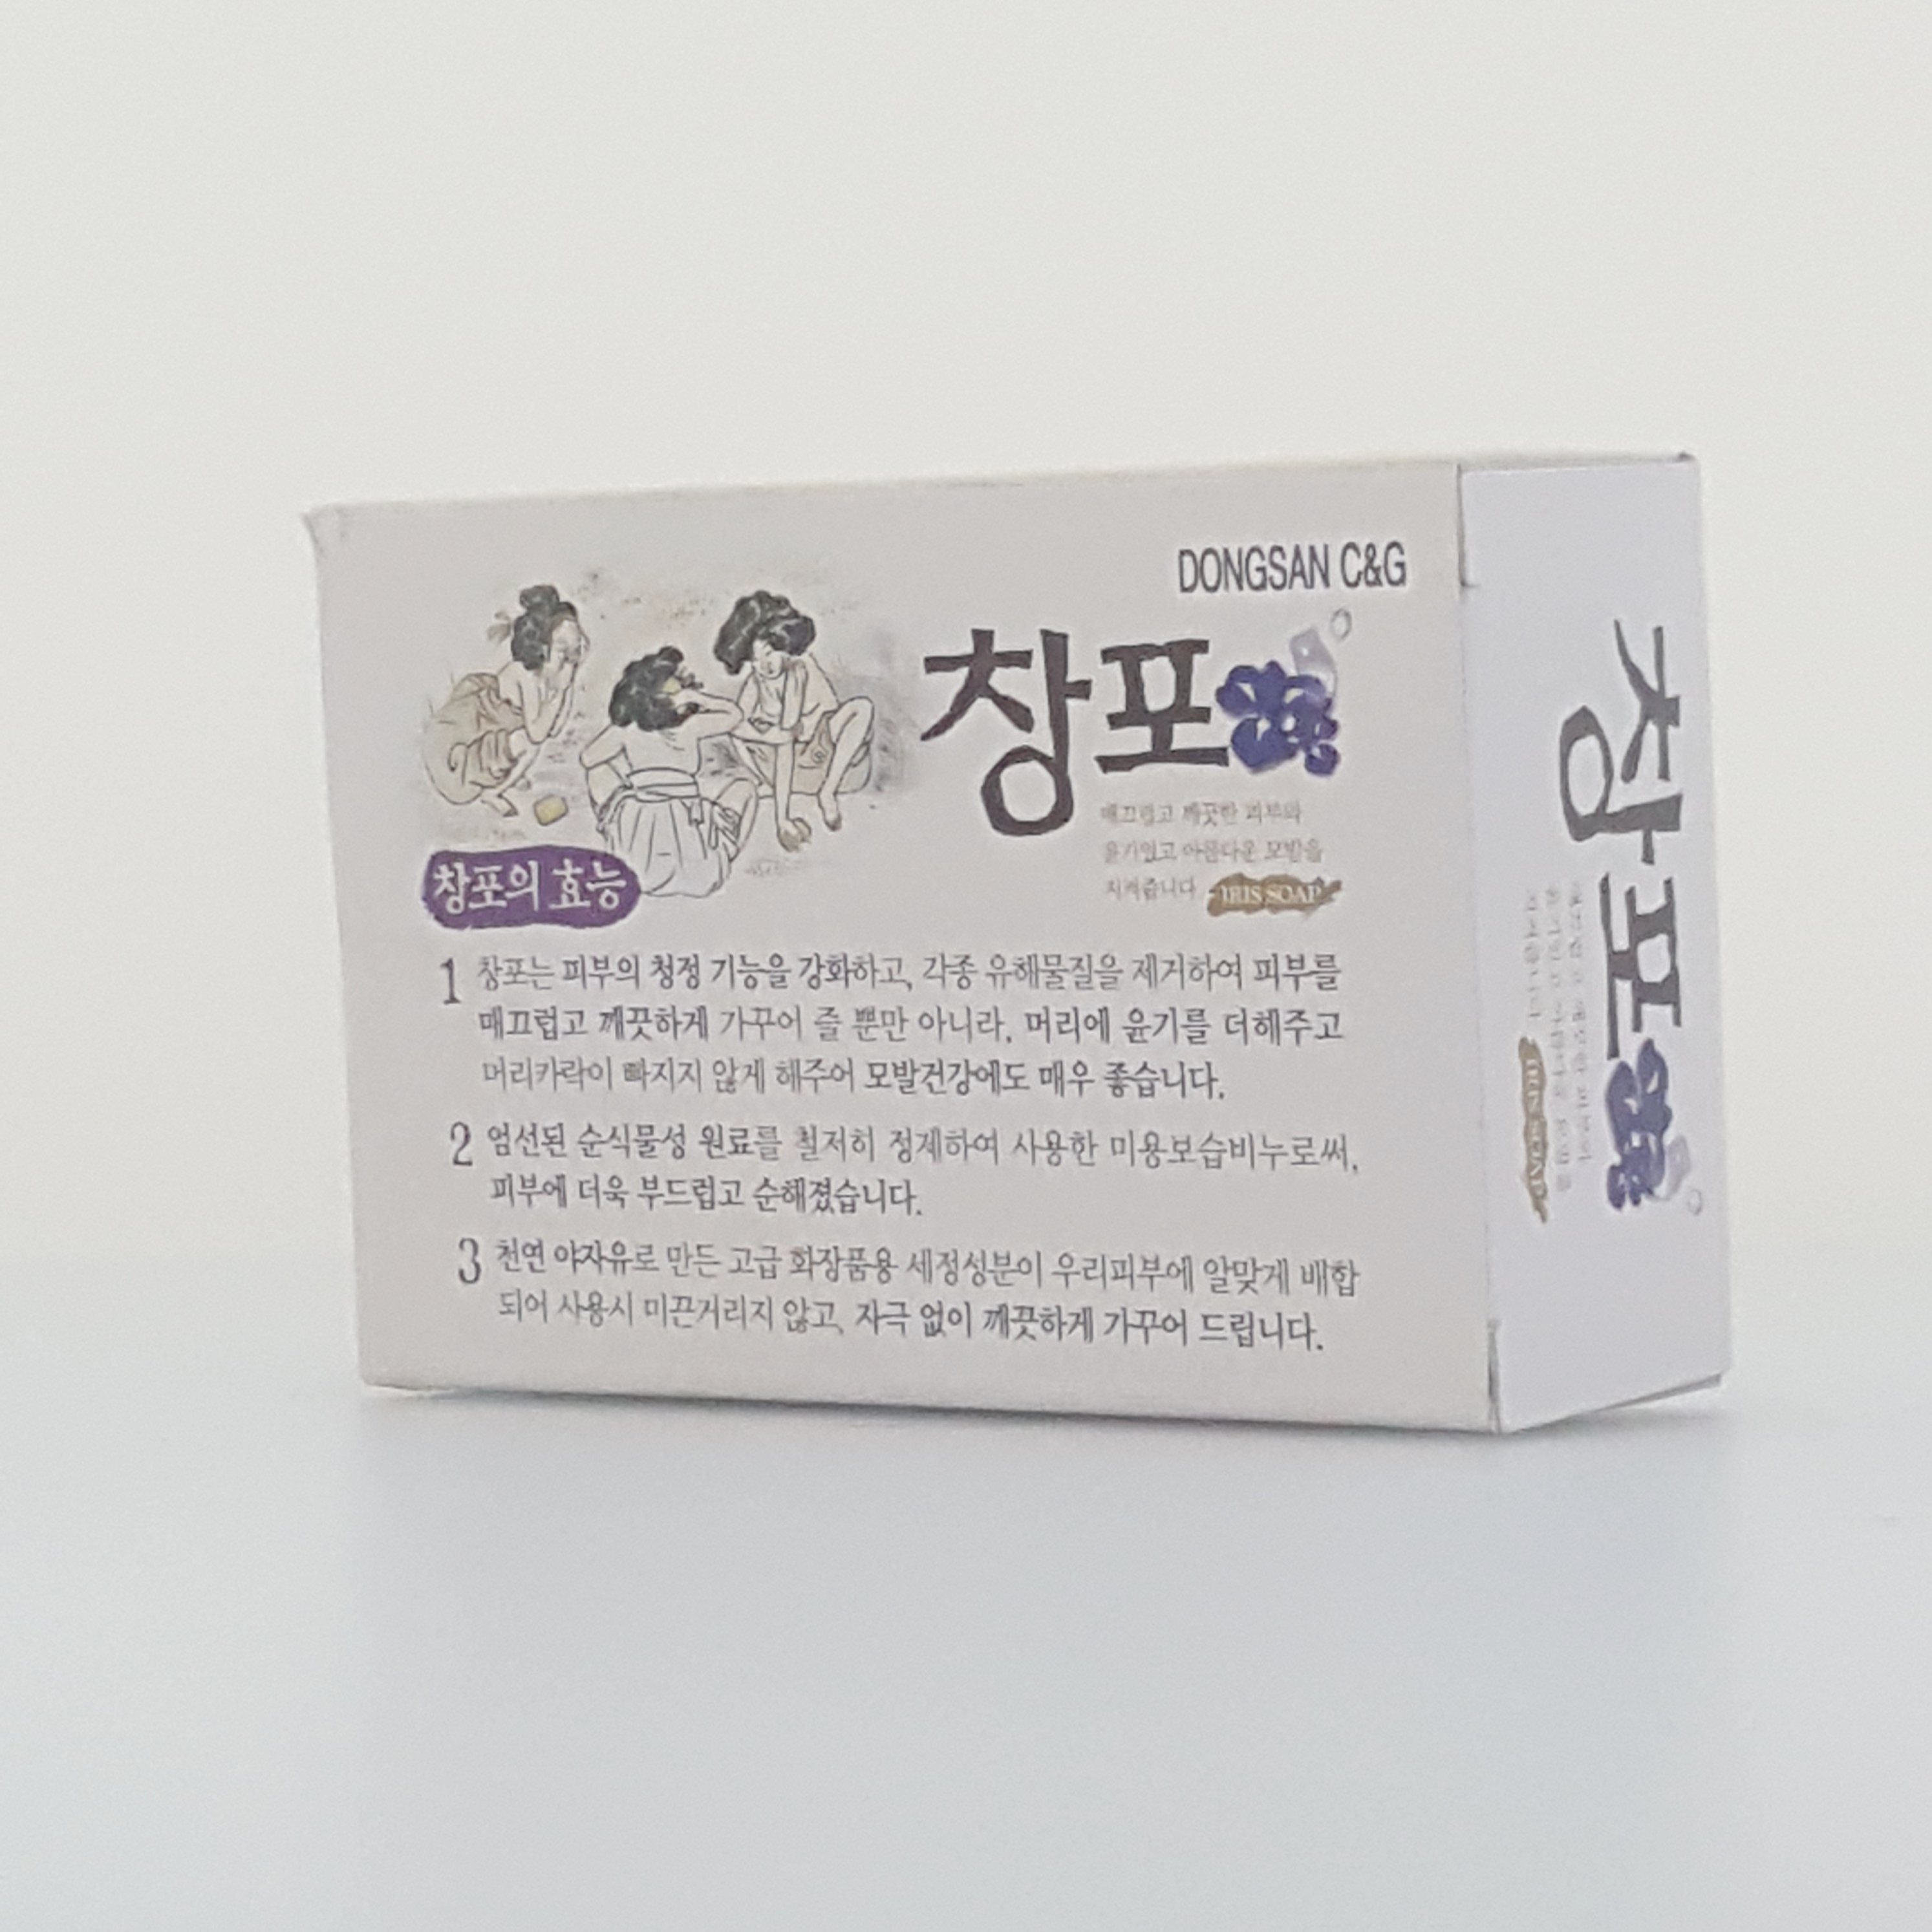 DONGSAN C&G
창포
매끄럽고 깨끗한 피부와
윤기있고 아름다운 모발을
지켜줍니다 IRIS SOAP
창포의 효능
1 창포는 피부의 청정 기능을 강화하고, 각종 유해물질을 제거하여 피부를
매끄럽고 깨끗하게 가꾸어 줄 뿐만 아니라, 머리에 윤기를 더해주고
머리카락이 빠지지 않게 해주어 모발건강에도 매우 좋습니다.
2 엄선된 순식물성 원료를 철저히 정제하여 사용한 미용보습비누로써,
피부에 더욱 부드럽고 순해졌습니다.
3 천연 야자유로 만든 고급 화장품용 세정성분이 우리피부에 알맞게 배합
되어 사용시 미끈거리지 않고, 자극 없이 깨끗하게 가꾸어 드립니다.
창포
IRIS SOAP